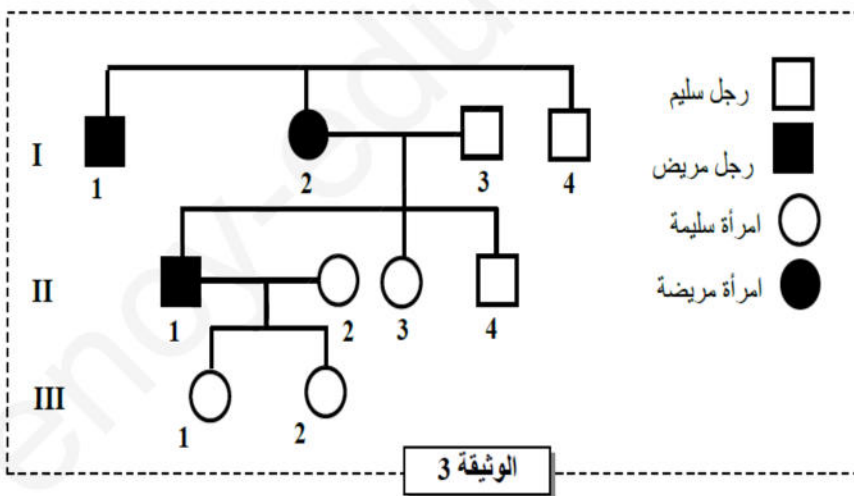 رجل سليم
I
1 2 3 4
رجل مريض
امرأة سليمة
II
1 2 3 4
امرأة مريضة
III
1 2
الوثيقة 3